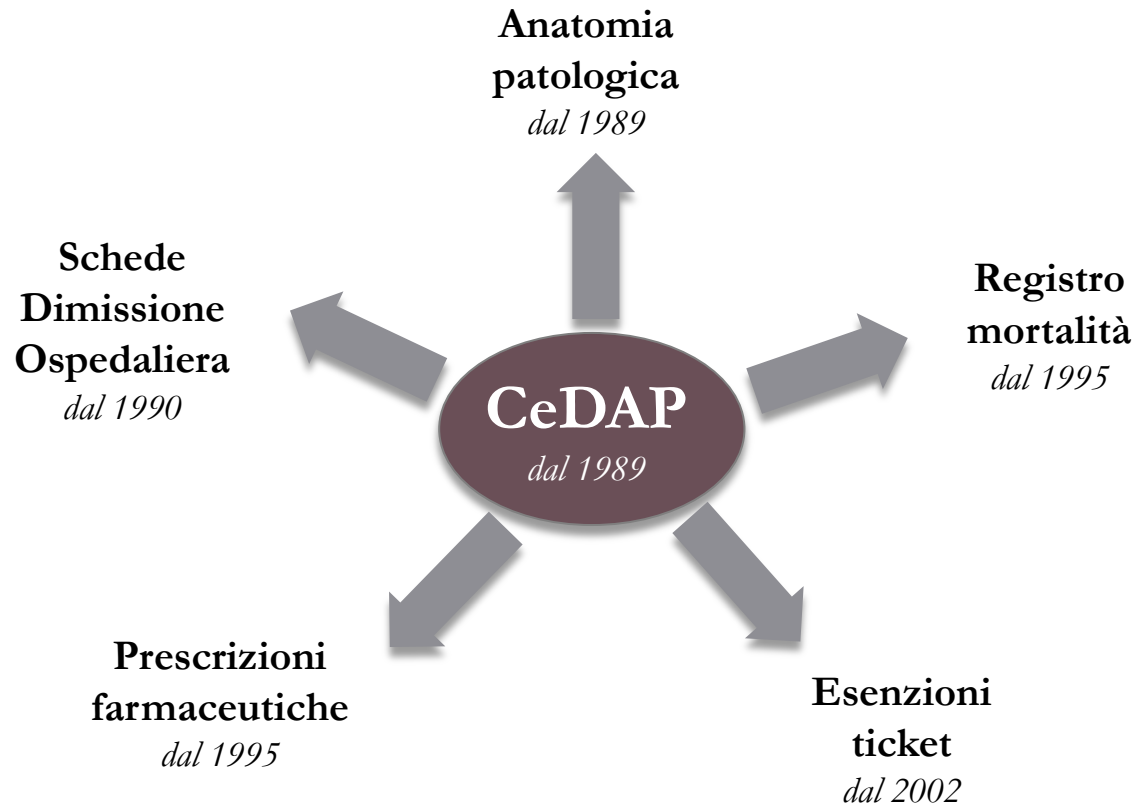 Anatomia
patologica
dal 1989
Schede
Dimissione
Ospedaliera
dal 1990
Registro
mortalità
dal 1995
CeDAP
dal 1989
Prescrizioni
farmaceutiche
dal 1995
Esenzioni
ticket
dal 2002